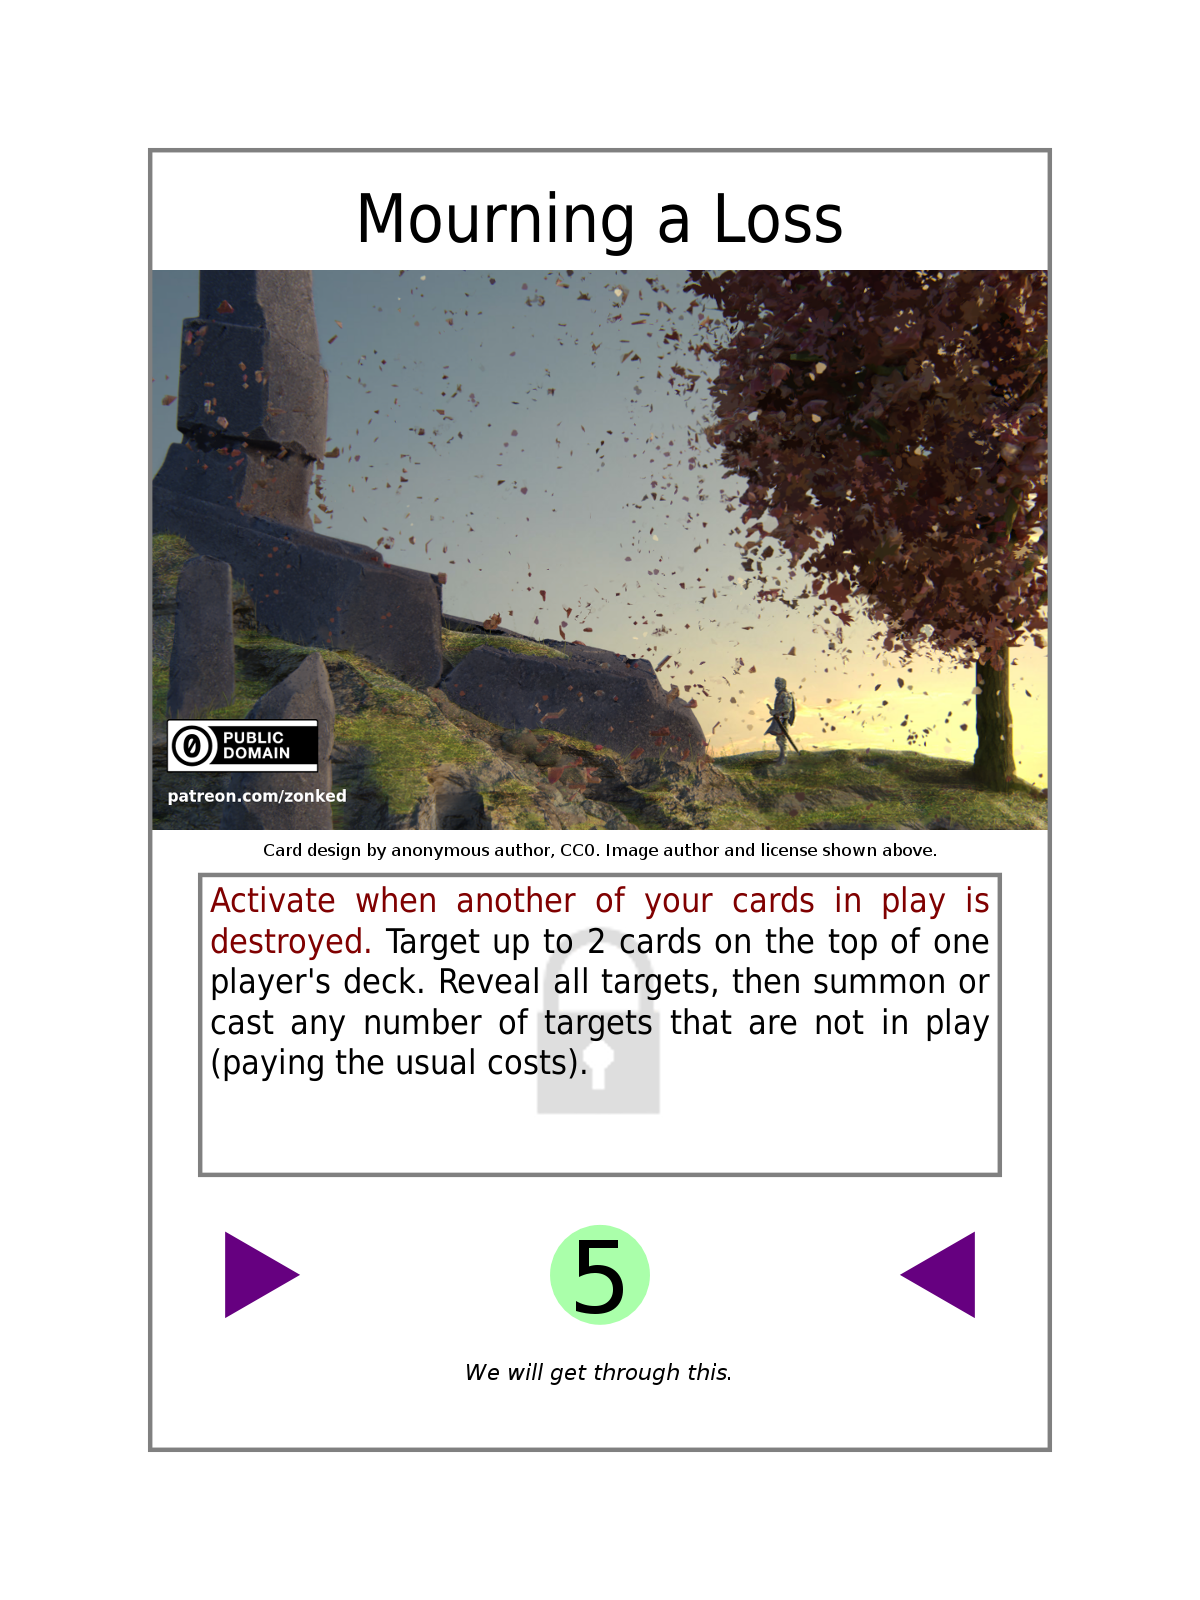 Mourning a Loss
PUBLIC
DOMAIN
patreon.com/zonked
Card design by anonymous author, CC0. Image author and license shown above.
Activate when another of your cards in play is
destroyed. Target up to 2 cards on the top of one
player's deck. Reveal all targets, then summon or
cast any number of targets that are not in play
(paying the usual costs).
5
We will get through this.